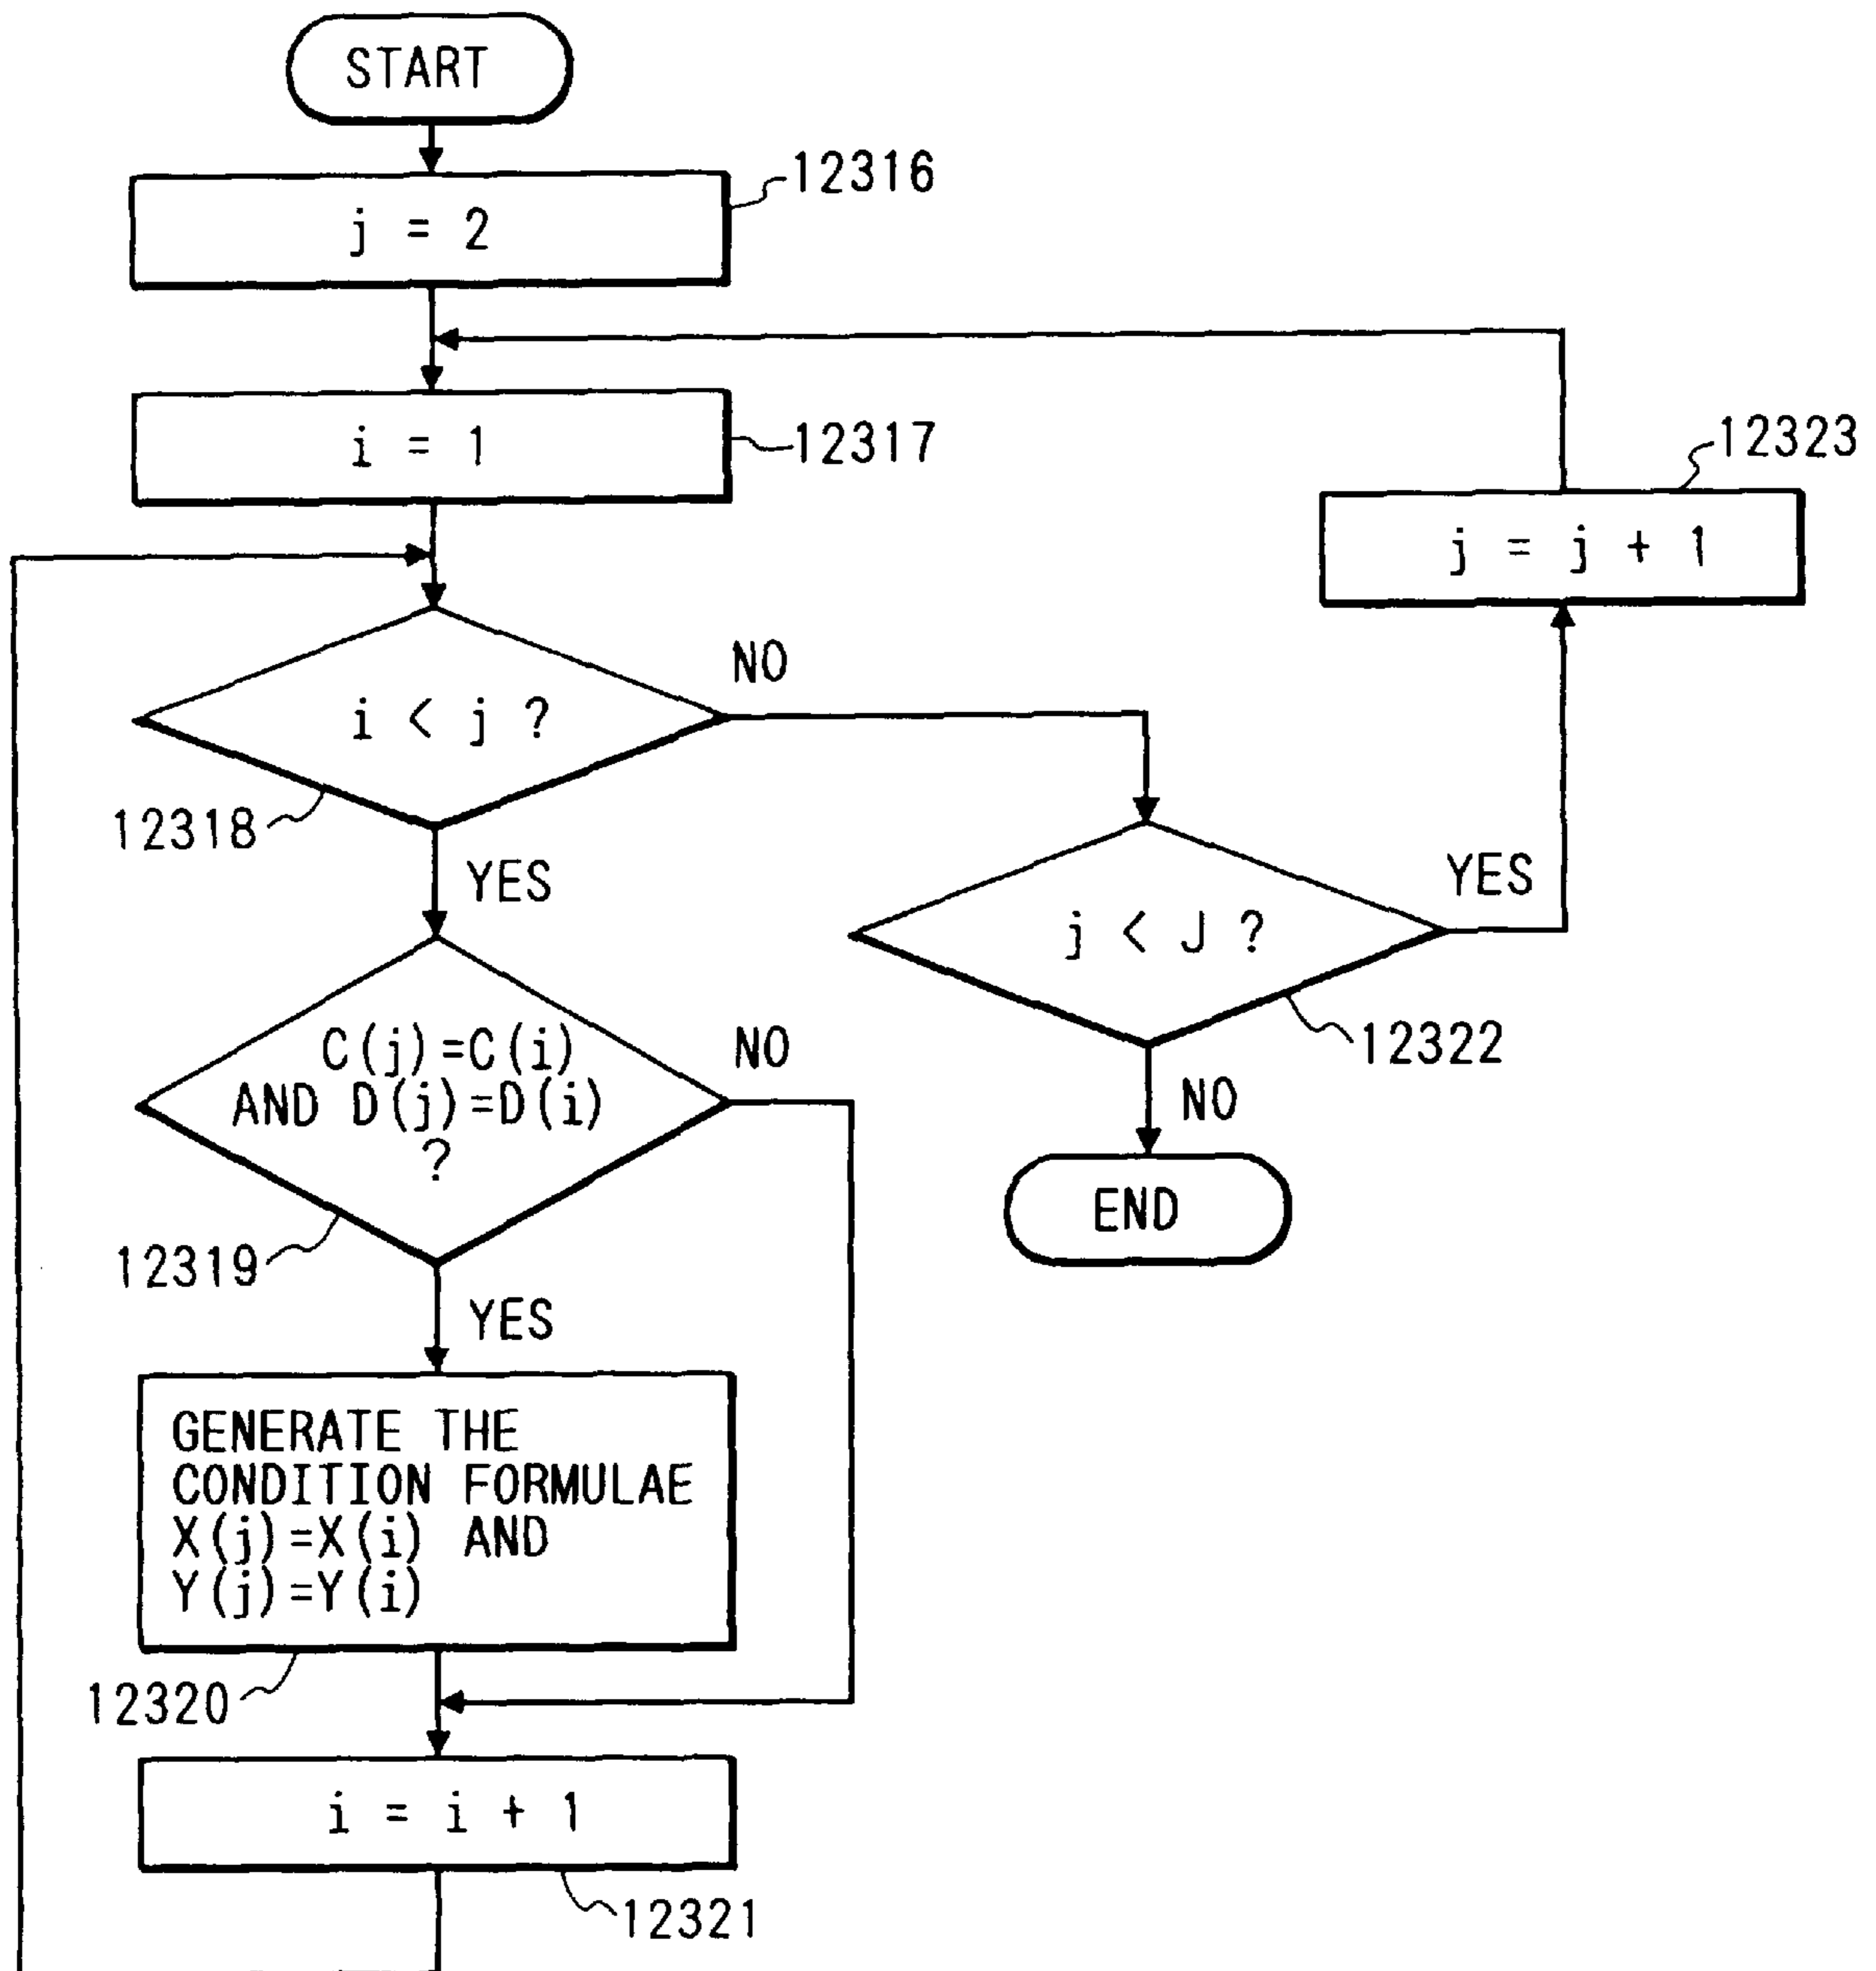 START
12316
j = 2
i = 1
12317
12323
j = j + 1
NO
i < j ?
12318
YES
YES
j < J ?
12322
C(j)=C(i)
AND D(j)=D(i)
?
NO
NO
END
12319
YES
GENERATE THE
CONDITION FORMULAE
X(j)=X(i) AND
Y(j)=Y(i)
12320
i = i + 1
12321